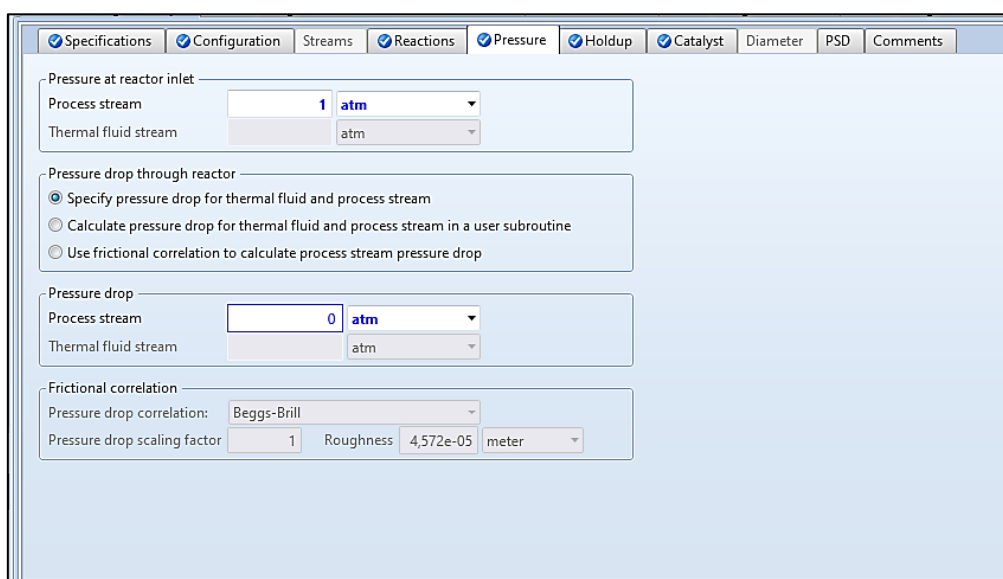 Specifications Configuration Streams Reactions Pressure Holdup Catalyst Diameter PSD Comments
Pressure at reactor inlet
Process stream 1 atm
Thermal fluid stream atm
Pressure drop through reactor
Specify pressure drop for thermal fluid and process stream
Calculate pressure drop for thermal fluid and process stream in a user subroutine
Use frictional correlation to calculate process stream pressure drop
Pressure drop
Process stream 0 atm
Thermal fluid stream atm
Frictional correlation
Pressure drop correlation: Beggs-Brill
Pressure drop scaling factor 1 Roughness 4,572e-05 meter